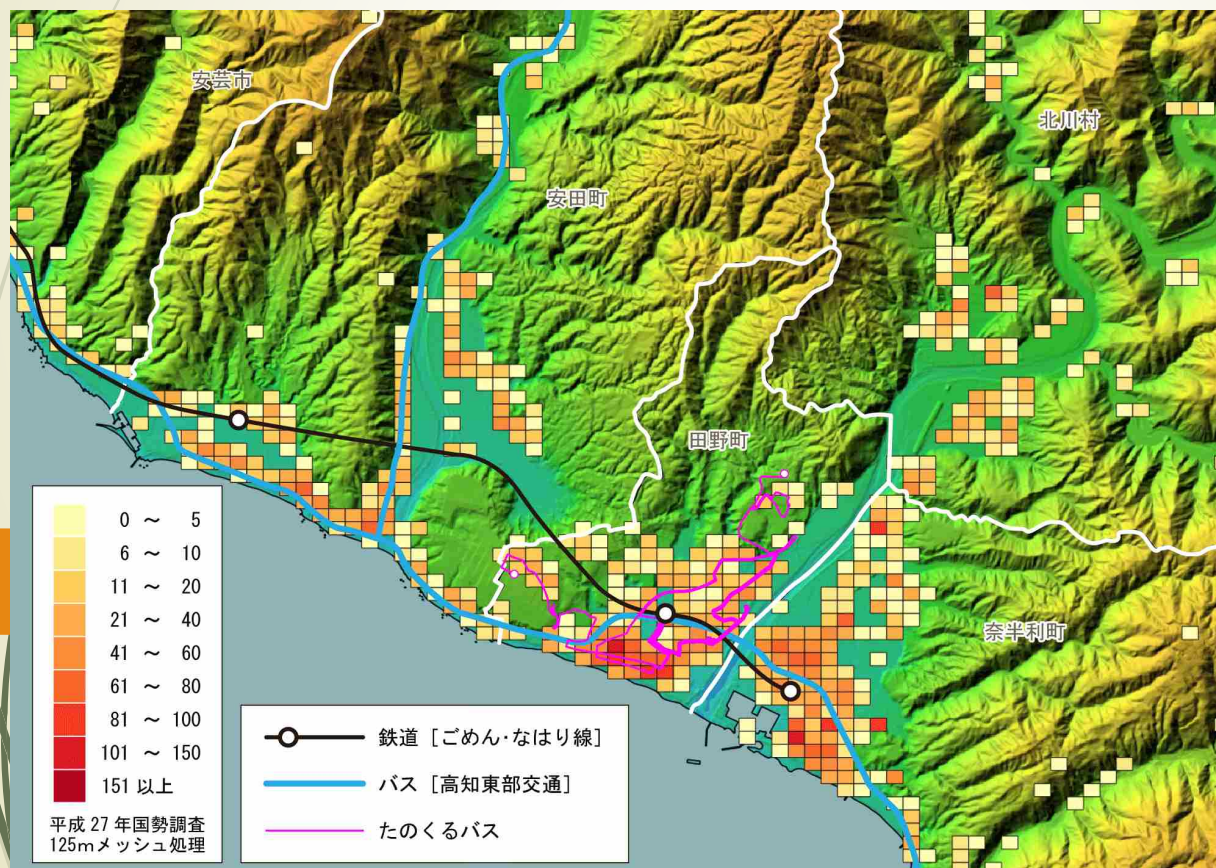 安芸市
北川村
安田町
田野町
奈半利町
0 ～ 5
6 ～ 10
11 ～ 20
21 ～ 40
41 ～ 60
61 ～ 80
81 ～ 100
101 ～ 150
151 以上
平成 27 年国勢調査
125mメッシュ処理
鉄道 [ごめん･なはり線]
バス [高知東部交通]
たのくるバス